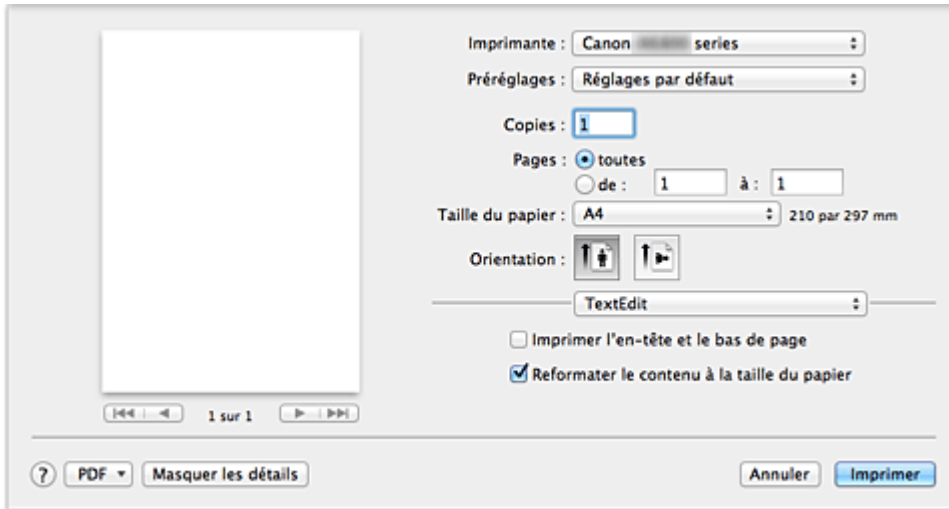 Imprimante : Canon series
Préréglages : Réglages par défaut
Copies : 1
Pages : toutes
de : 1 à : 1
Taille du papier : A4 210 par 297 mm
Orientation :
TextEdit
Imprimer l'en-tête et le bas de page
Reformater le contenu à la taille du papier
1 sur 1
? PDF Masquer les détails Annuler Imprimer